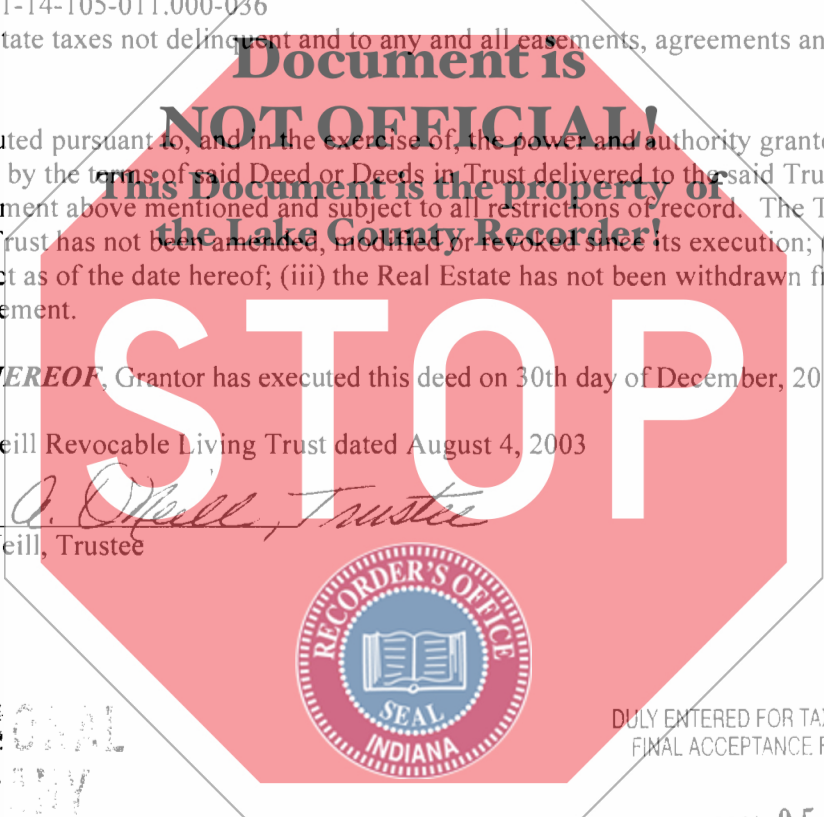 1-14-105-011.000-036
tate taxes not delinquent and to any and all easements, agreements an
Document is
NOT OFFICIAL!
uted pursuant to, and in the exercise of, the power and authority grante
by the terms of said Deed or Deeds in Trust delivered to the said Tru
This Document is the property of
ment above mentioned and subject to all restrictions of record. The T
the Lake County Recorder!
rust has not been amended, modified or revoked since its execution; (
ct as of the date hereof; (iii) the Real Estate has not been withdrawn fr
ement.
STOP
EREOF, Grantor has executed this deed on 30th day of December, 20
eill Revocable Living Trust dated August 4, 2003
A. O'Neill, Trustee
eill, Trustee
RECORDER'S OFFICE
SEAL
INDIANA
DULY ENTERED FOR TAX
FINAL ACCEPTANCE F